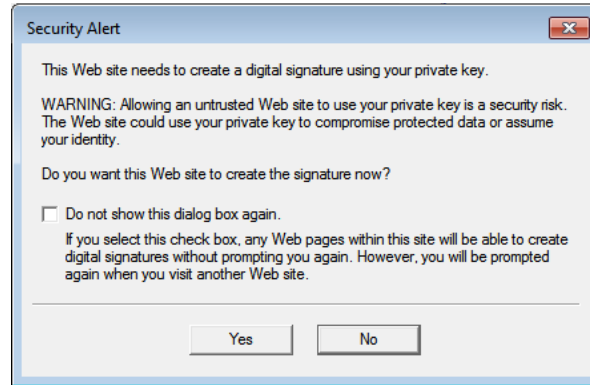 Security Alert
This Web site needs to create a digital signature using your private key.
WARNING: Allowing an untrusted Web site to use your private key is a security risk.
The Web site could use your private key to compromise protected data or assume
your identity.
Do you want this Web site to create the signature now?
Do not show this dialog box again.
If you select this check box, any Web pages within this site will be able to create
digital signatures without prompting you again. However, you will be prompted
again when you visit another Web site.
Yes No